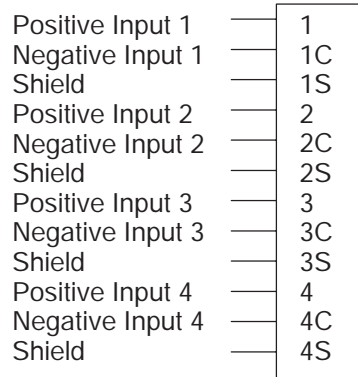 Positive Input 1 1
Negative Input 1 1C
Shield 1S
Positive Input 2 2
Negative Input 2 2C
Shield 2S
Positive Input 3 3
Negative Input 3 3C
Shield 3S
Positive Input 4 4
Negative Input 4 4C
Shield 4S